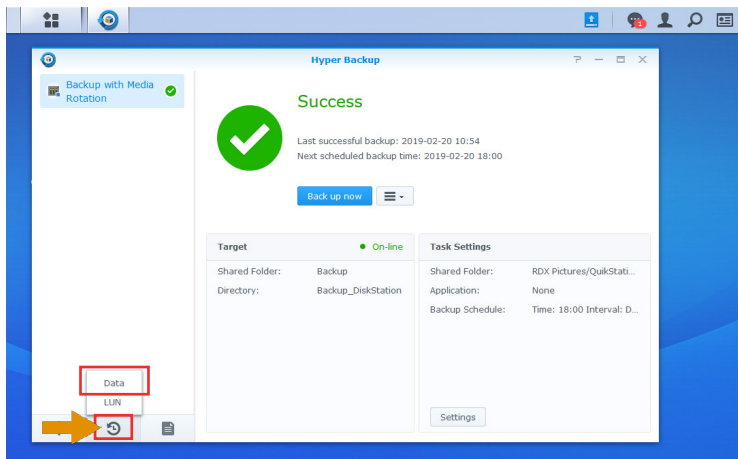 1
Hyper Backup
Backup with Media
Rotation
Success
Last successful backup: 2019-02-20 10:54
Next scheduled backup time: 2019-02-20 18:00
Back up now
Target
On-line
Shared Folder: Backup
Directory: Backup_DiskStation
Task Settings
Shared Folder: RDX Pictures/QuikStati...
Application: None
Backup Schedule: Time: 18:00 Interval: D...
Settings
Data
LUN